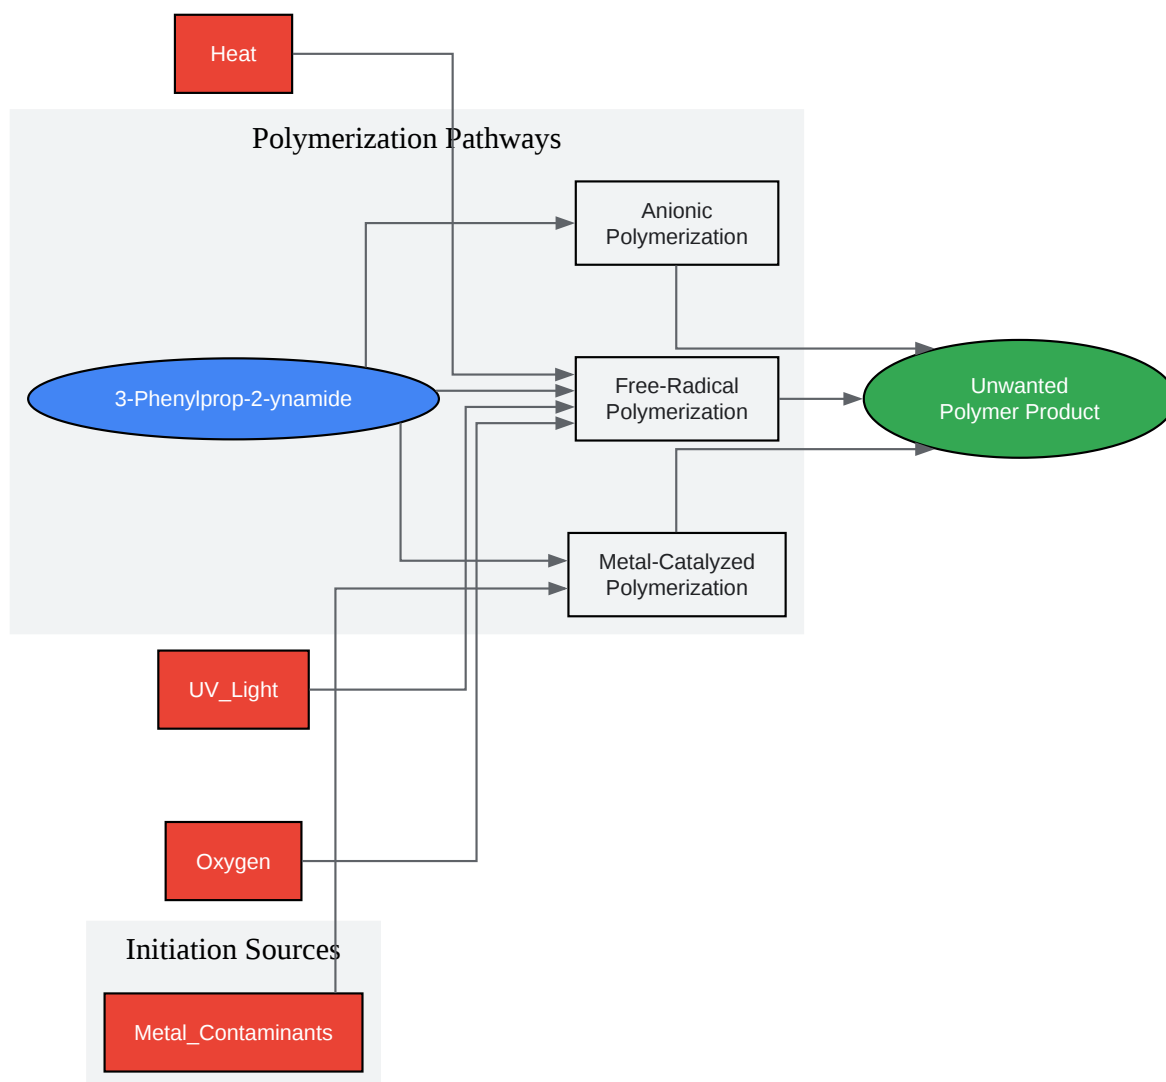 Heat
Polymerization Pathways
Anionic
Polymerization
3-Phenylprop-2-ynamide
Free-Radical
Polymerization
Unwanted
Polymer Product
Metal-Catalyzed
Polymerization
UV_Light
Oxygen
Initiation Sources
Metal_Contaminants